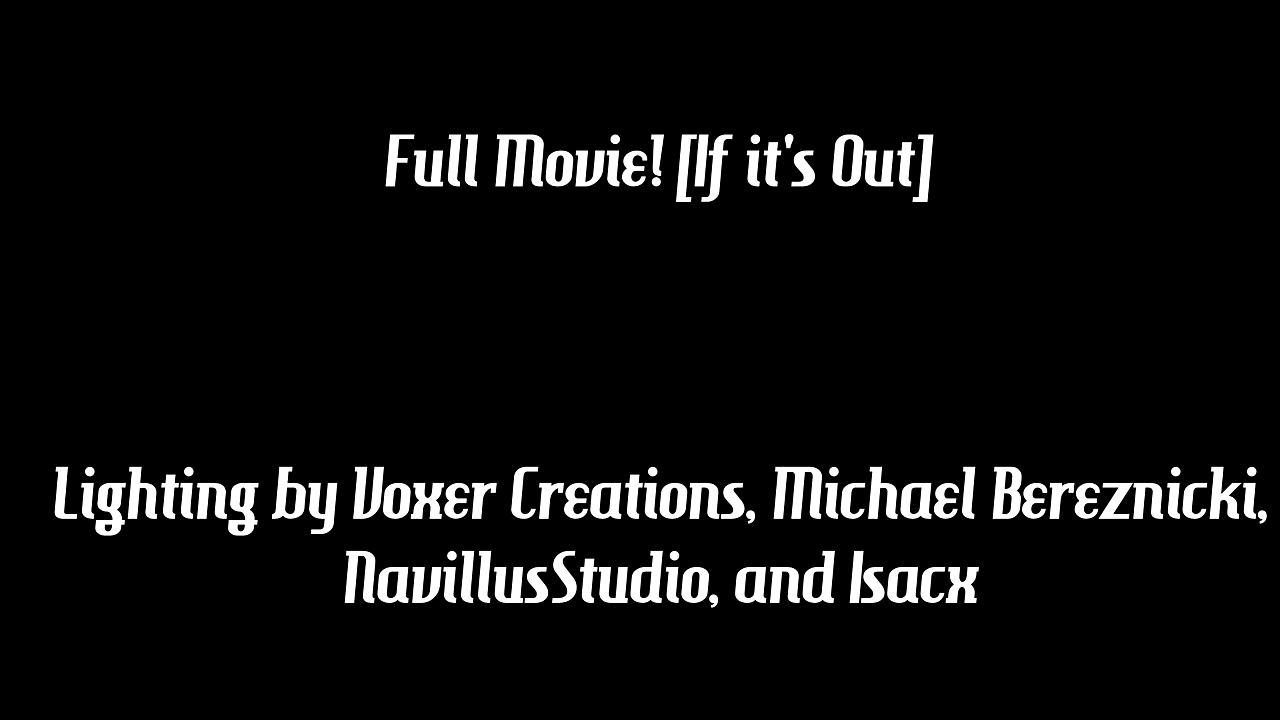 Full Movie! [If it's Out]
Lighting by Voxer Creations, Michael Bereznicki,
NavillusStudio, and Isacx